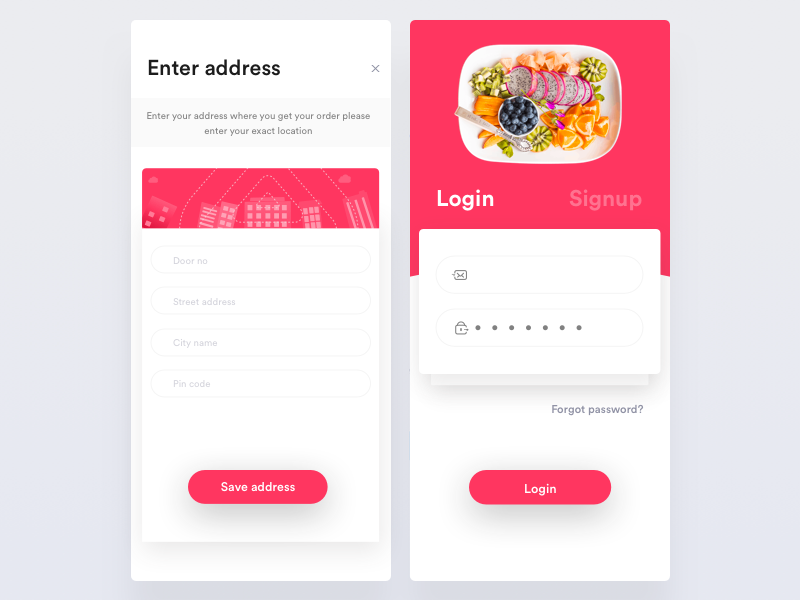 Enter address
Enter your address where you get your order please
enter your exact location
Door no
Street address
City name
Pin code
Save address
Login
Signup
Forgot password?
Login